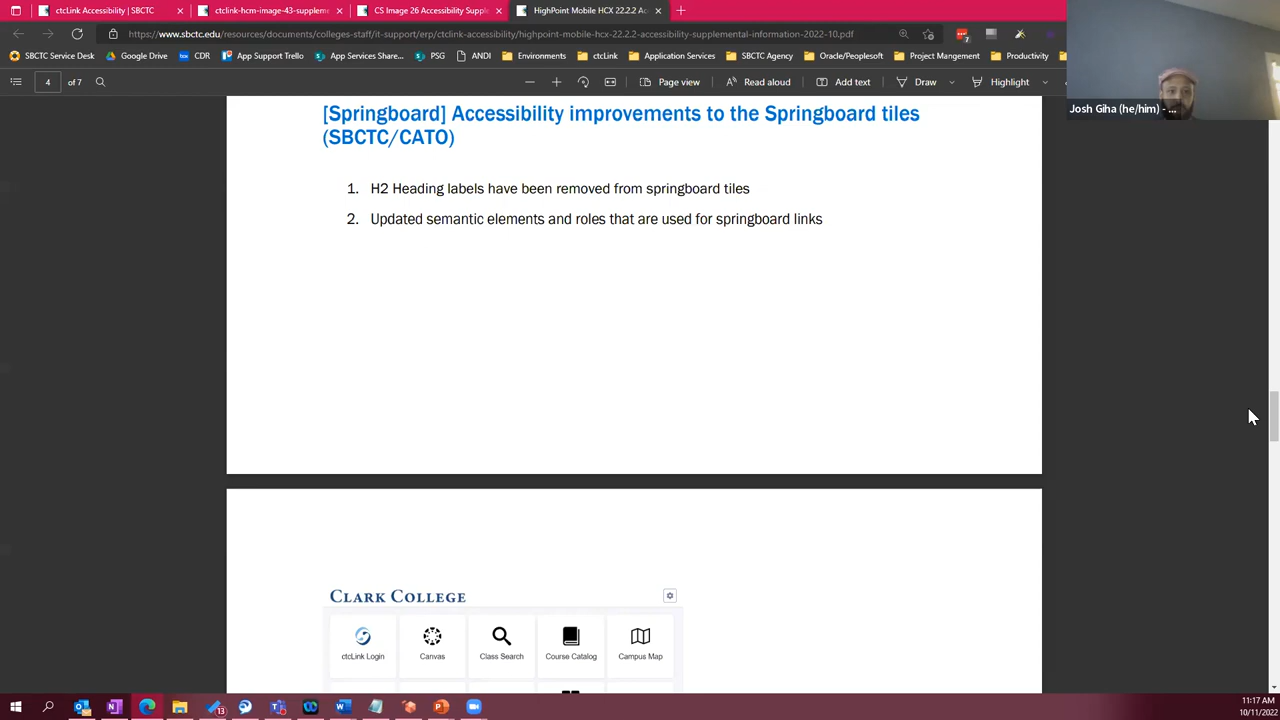 ctcLink Accessibility | SBCTC
ctclink-hcm-image-43-suppleme
CS Image 26 Accessibility Supple
HighPoint Mobile HCX 22.2.2 Ac
https://www.sbctc.edu/resources/documents/colleges-staff/it-support/erp/ctclink-accessibility/highpoint-mobile-hcx-22.2.2-accessibility-supplemental-information-2022-10.pdf
SBCTC Service Desk
Google Drive
CDR
App Support Trello
App Services Share...
PSG
ANDI
Environments
ctcLink
Application Services
SBCTC Agency
Oracle/Peoplesoft
Project Mangement
Productivity
4 of 7
Page view
Read aloud
Add text
Draw
Highlight
Josh Giha (he/him) - ...
[Springboard] Accessibility improvements to the Springboard tiles
(SBCTC/CATO)
1. H2 Heading labels have been removed from springboard tiles
2. Updated semantic elements and roles that are used for springboard links
CLARK COLLEGE
ctcLink Login
Canvas
Class Search
Course Catalog
Campus Map
11:17 AM
10/11/2022